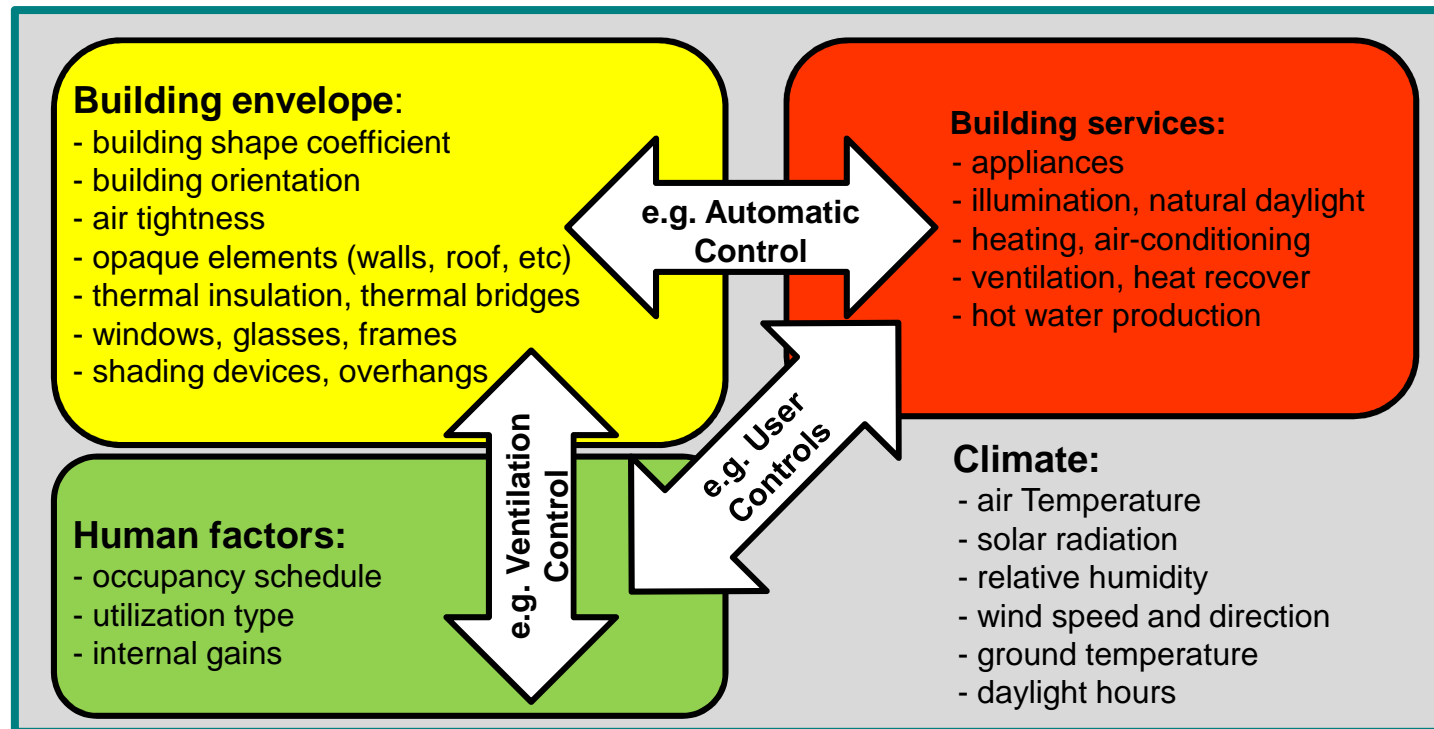 Building envelope:
- building shape coefficient
- building orientation
- air tightness
- opaque elements (walls, roof, etc)
- thermal insulation, thermal bridges
- windows, glasses, frames
- shading devices, overhangs
e.g. Automatic
Control
Building services:
- appliances
- illumination, natural daylight
- heating, air-conditioning
- ventilation, heat recover
- hot water production
e.g. Ventilation
Control
e.g. User
Controls
Human factors:
- occupancy schedule
- utilization type
- internal gains
Climate:
- air Temperature
- solar radiation
- relative humidity
- wind speed and direction
- ground temperature
- daylight hours